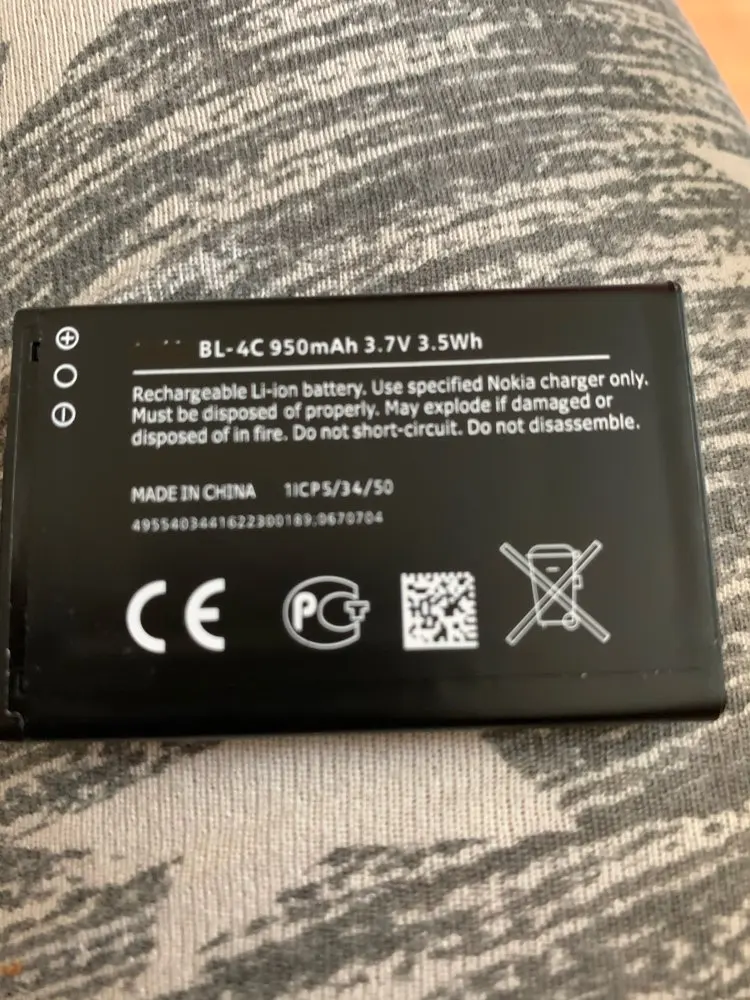 BL-4C 950mAh 3.7V 3.5Wh
Rechargeable Li-ion battery. Use specified Nokia charger only.
Must be disposed of properly. May explode if damaged or
disposed of in fire. Do not short-circuit. Do not disassemble.
MADE IN CHINA 1ICP5/34/50
4955403441622300189;0670704
CE
PCT